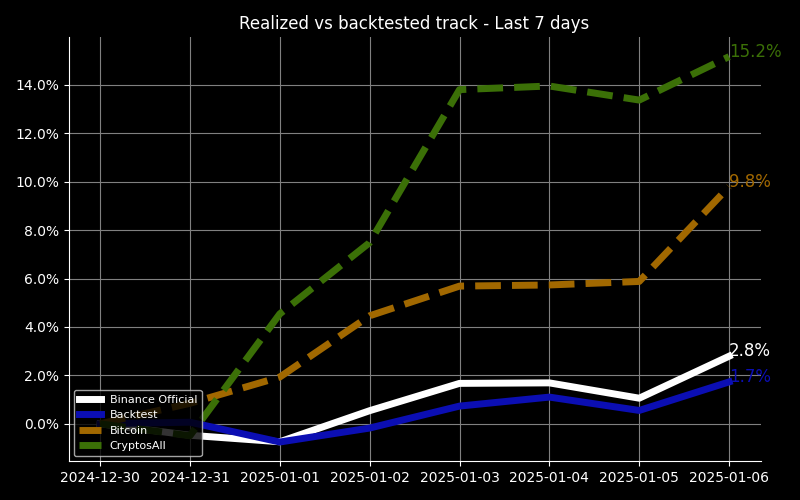 Realized vs backtested track - Last 7 days
15.2%
14.0%
12.0%
10.0%
9.8%
8.0%
6.0%
4.0%
2.8%
2.0%
1.7%
0.0%
Binance Official
Backtest
Bitcoin
CryptosAll
2024-12-30 2024-12-31 2025-01-01 2025-01-02 2025-01-03 2025-01-04 2025-01-05 2025-01-06